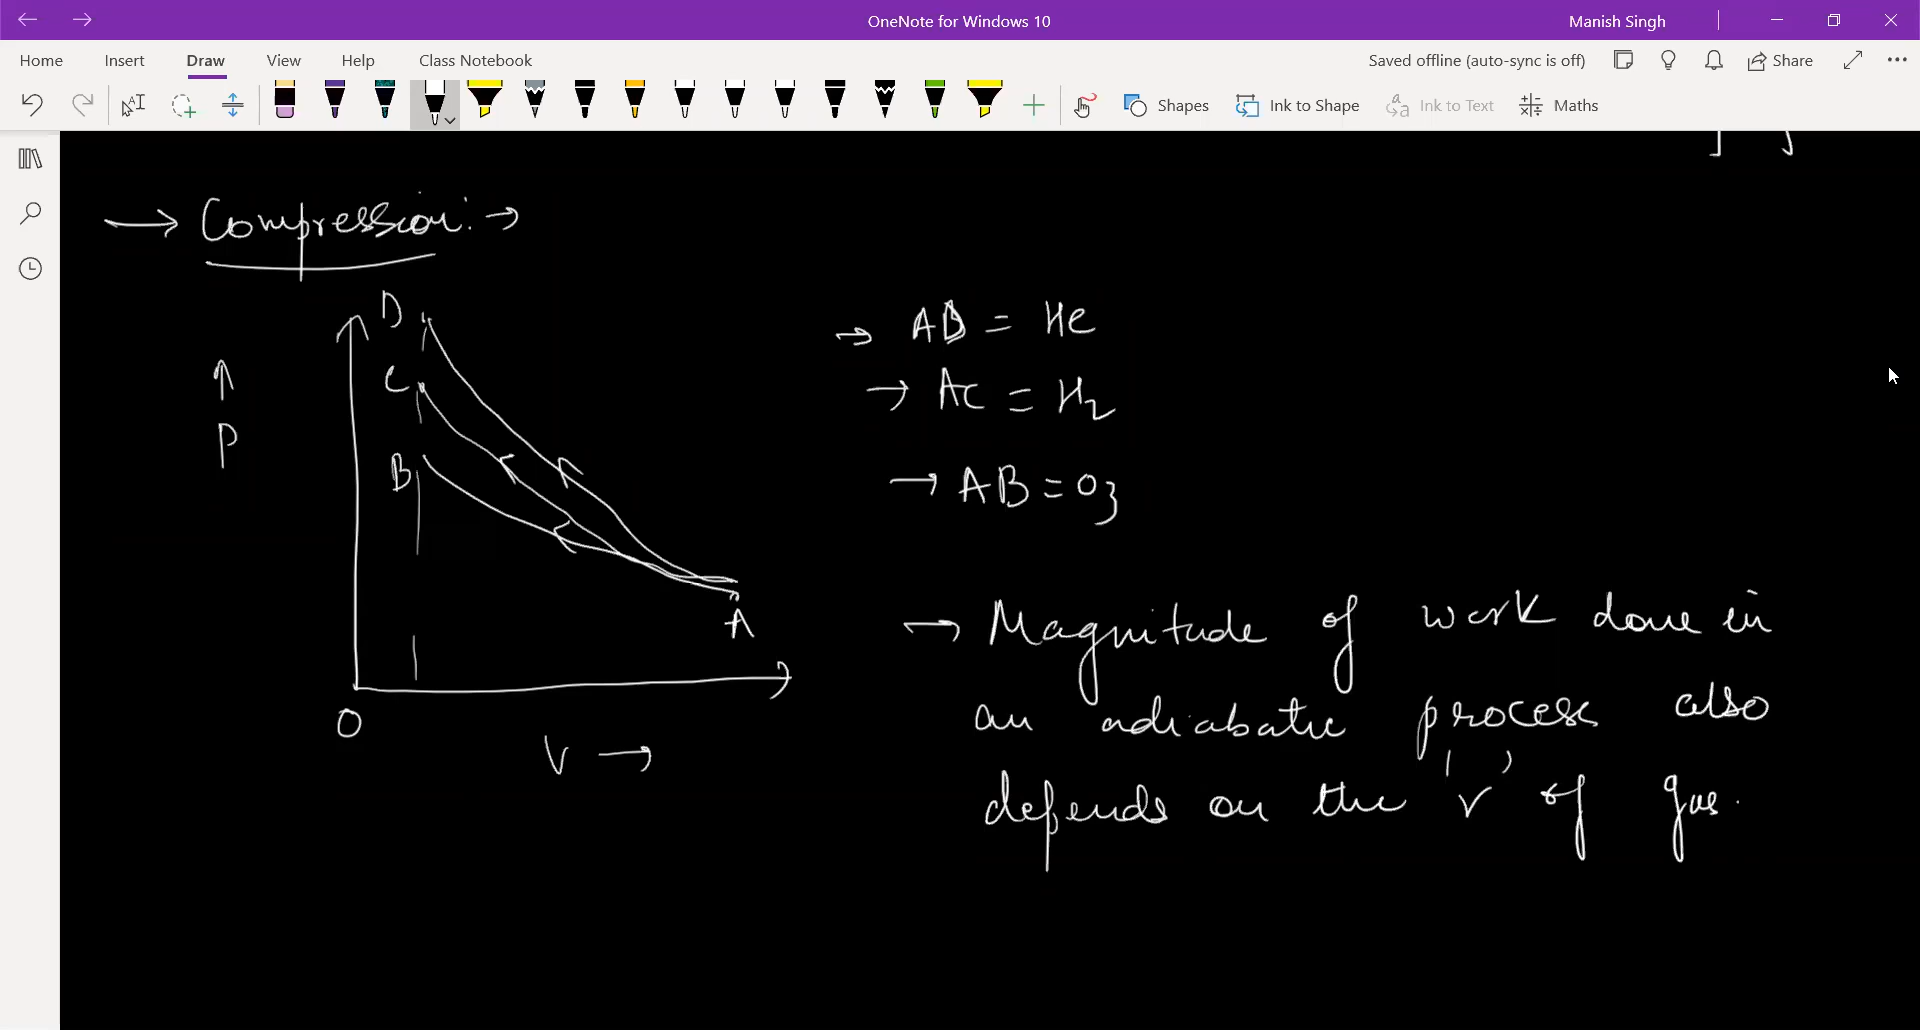 OneNote for Windows 10
Manish Singh
Home Insert Draw View Help Class Notebook
Saved offline (auto-sync is off) Share
Shapes Ink to Shape Ink to Text Maths
→ Compression: →
D
C
B
A
↑
P
O
V →
→ AD = He
→ AC = H2
→ AB = O3
→ Magnitude of work done in
an adiabatic process also
depends on the 'γ' of gas.